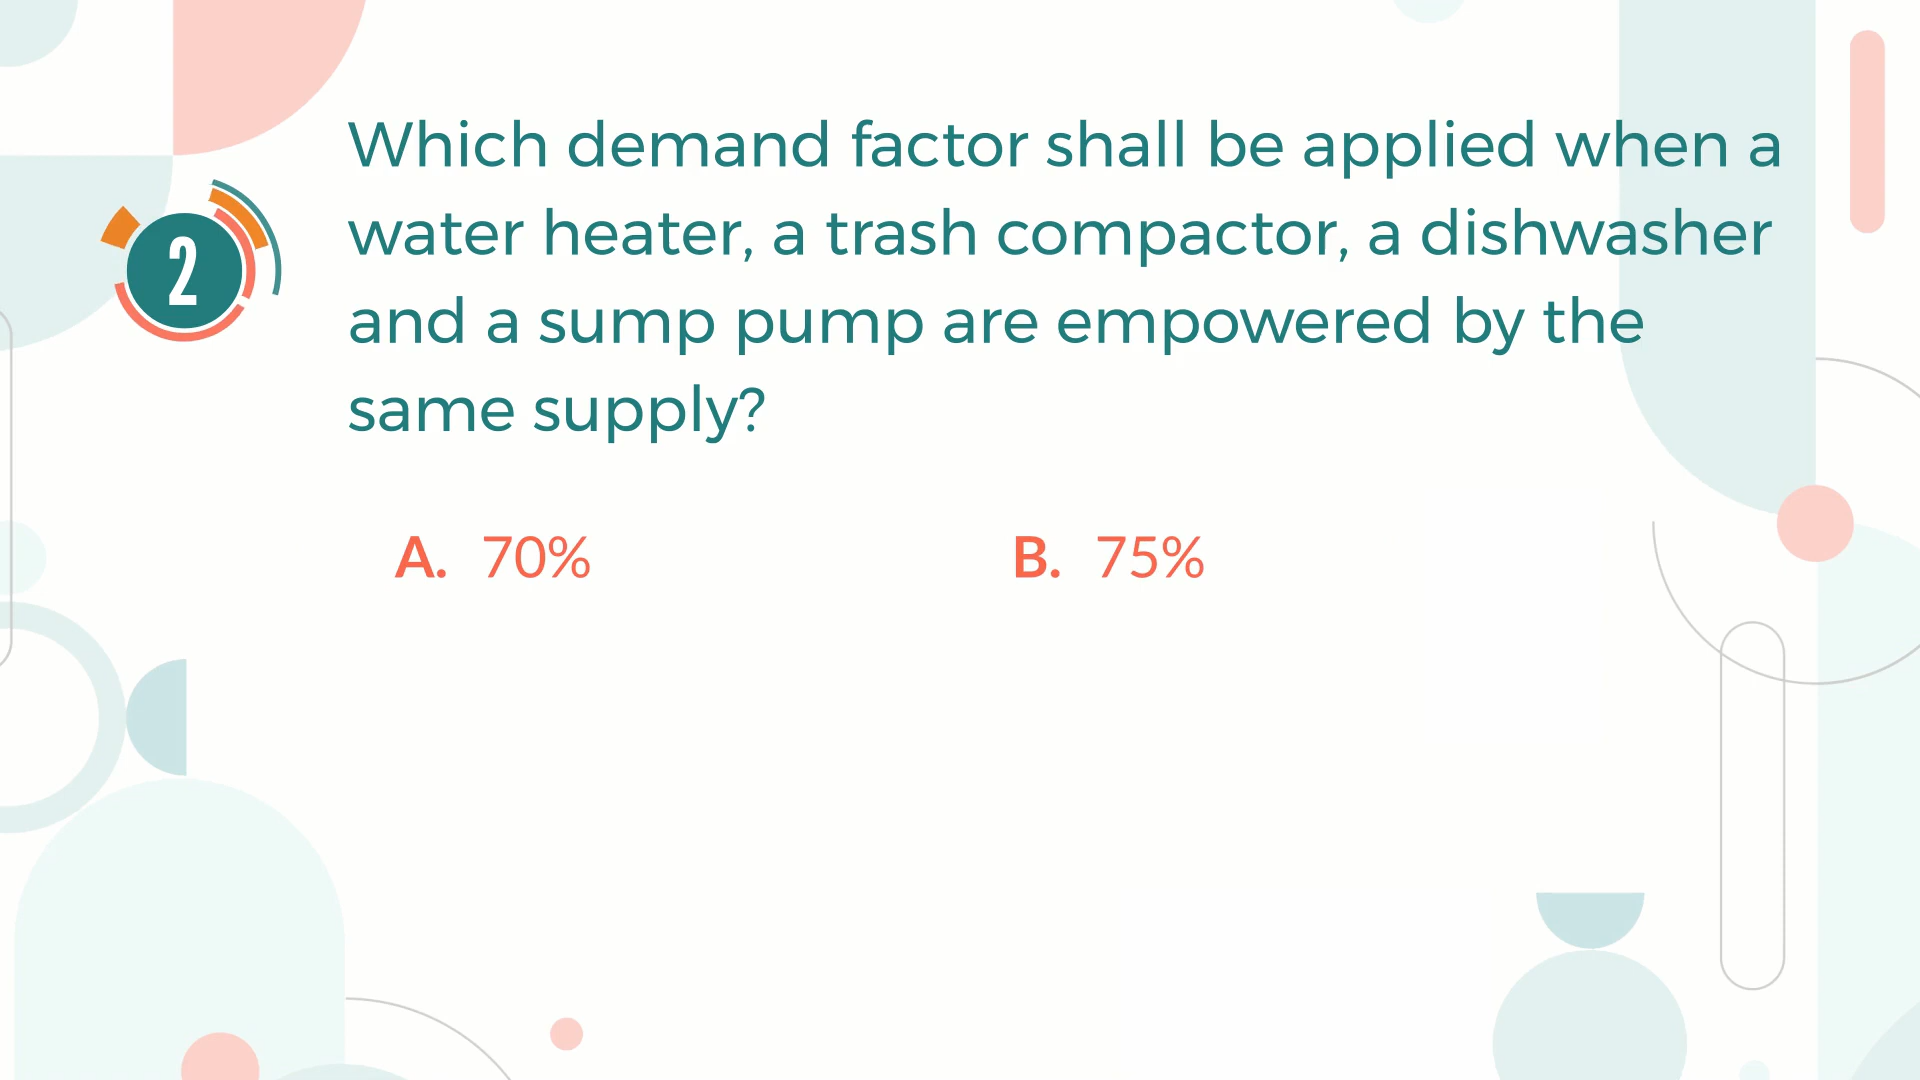 2
Which demand factor shall be applied when a
water heater, a trash compactor, a dishwasher
and a sump pump are empowered by the
same supply?
A. 70%
B. 75%